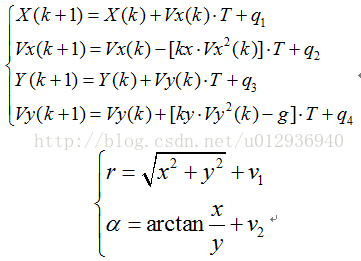 X(k+1) = X(k)+Vx(k)·T+q₁
Vx(k+1) = Vx(k)−[kx·Vx²(k)]·T+q₂
Y(k+1) = Y(k)+Vy(k)·T+q₃
Vy(k+1) = Vy(k)+[ky·Vy²(k)−g]·T+q₄
http://blog.csdn.net/u012936940
r = √x²+y² +v₁
α = arctan x/y +v₂